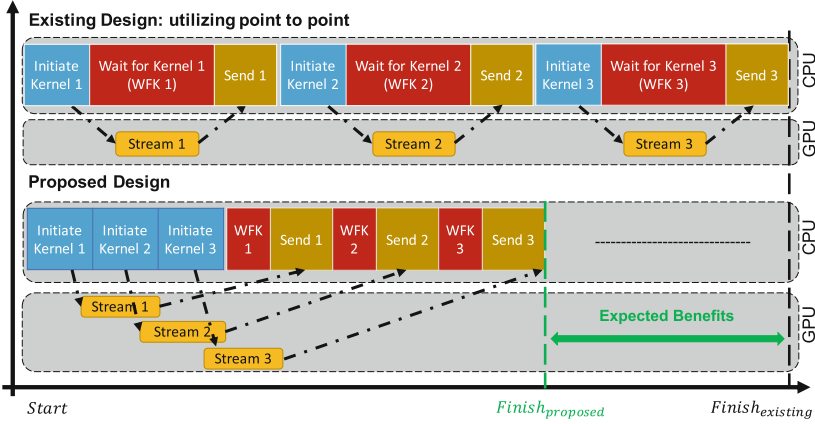 Existing Design: utilizing point to point
Initiate Kernel 1
Wait for Kernel 1 (WFK 1)
Send 1
Initiate Kernel 2
Wait for Kernel 2 (WFK 2)
Send 2
Initiate Kernel 3
Wait for Kernel 3 (WFK 3)
Send 3
CPU
Stream 1
Stream 2
Stream 3
GPU
Proposed Design
Initiate Kernel 1
Initiate Kernel 2
Initiate Kernel 3
WFK 1
Send 1
WFK 2
Send 2
WFK 3
Send 3
CPU
Stream 1
Stream 2
Stream 3
Expected Benefits
GPU
Start
Finish_proposed
Finish_existing